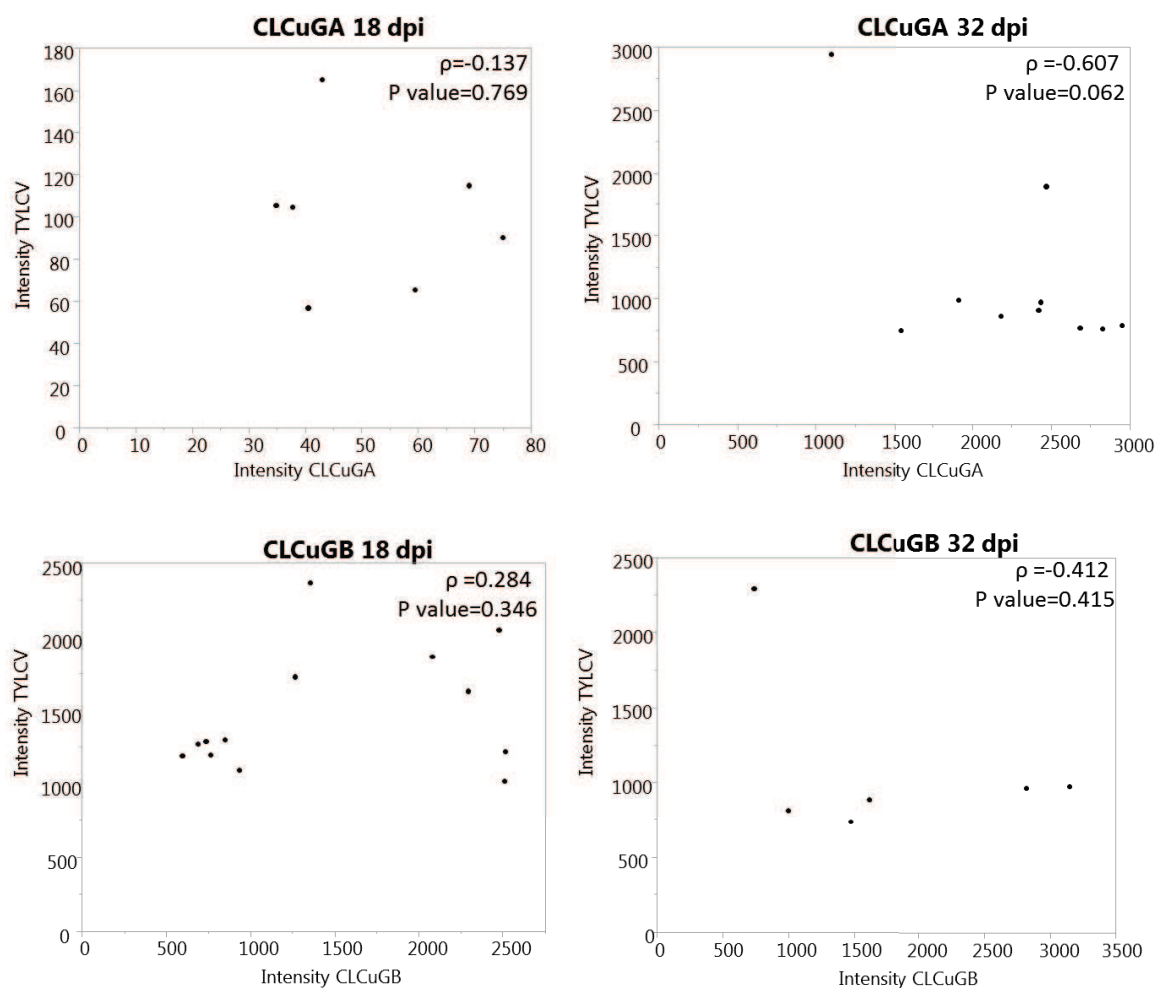 CLCuGA 18 dpi
ρ=-0.137
P value=0.769
180
160
140
120
100
80
60
40
20
0
Intensity TYLCV
0 10 20 30 40 50 60 70 80
Intensity CLCuGA
CLCuGA 32 dpi
ρ =-0.607
P value=0.062
3000
2500
2000
1500
1000
500
0
Intensity TYLCV
0 500 1000 1500 2000 2500 3000
Intensity CLCuGA
CLCuGB 18 dpi
ρ =0.284
P value=0.346
2500
2000
1500
1000
500
0
Intensity TYLCV
0 500 1000 1500 2000 2500
Intensity CLCuGB
CLCuGB 32 dpi
ρ =-0.412
P value=0.415
2500
2000
1500
1000
500
0
Intensity TYLCV
0 500 1000 1500 2000 2500 3000 3500
Intensity CLCuGB